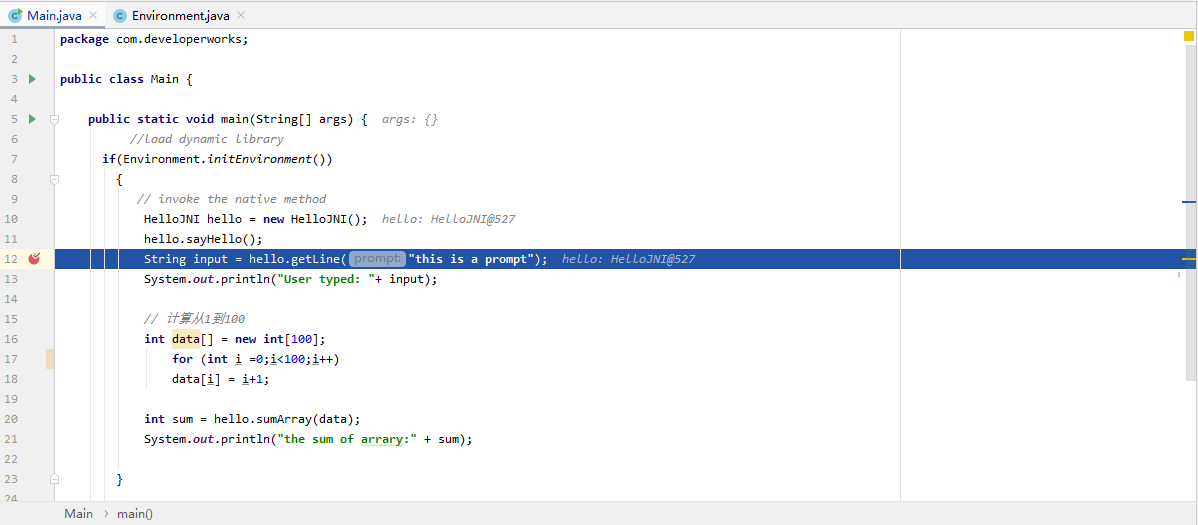 Main.java Environment.java
1 package com.developerworks;
2
3 public class Main {
4
5 public static void main(String[] args) { args: {}
6 //load dynamic library
7 if(Environment.initEnvironment())
8 {
9 // invoke the native method
10 HelloJNI hello = new HelloJNI(); hello: HelloJNI@527
11 hello.sayHello();
12 String input = hello.getLine( prompt: "this is a prompt"); hello: HelloJNI@527
13 System.out.println("User typed: "+ input);
14
15 // 计算从1到100
16 int data[] = new int[100];
17 for (int i =0;i<100;i++)
18 data[i] = i+1;
19
20 int sum = hello.sumArray(data);
21 System.out.println("the sum of arrary:" + sum);
22
23 }
24
Main > main()